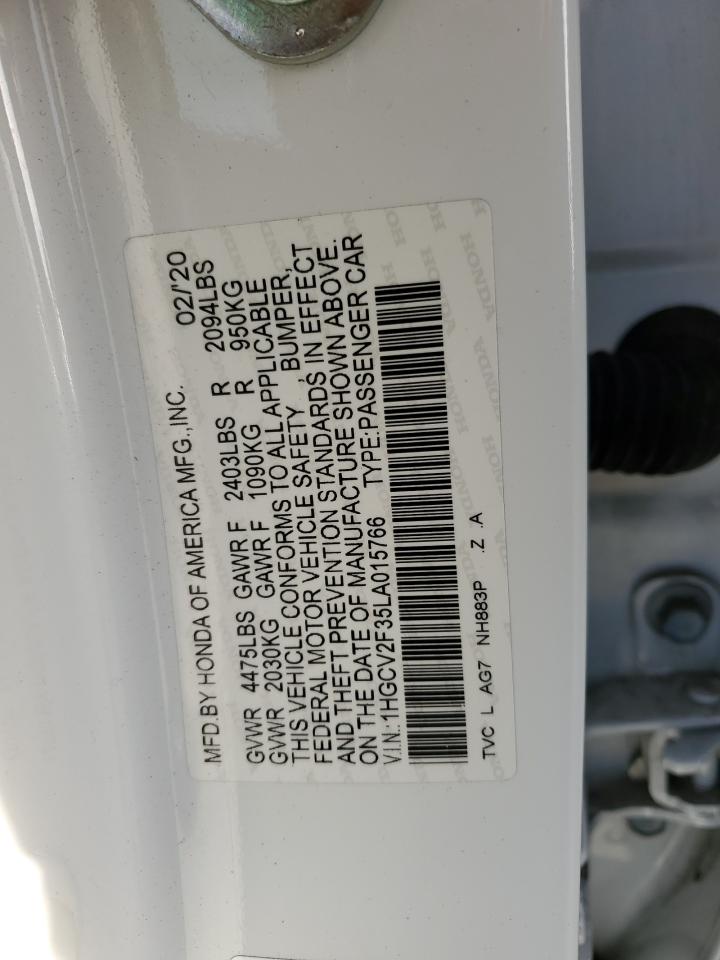 MFD.BY HONDA OF AMERICA MFG.,INC. 02/'20
GVWR 4475LBS GAWR F 2403LBS R 2094LBS
GVWR 2030KG GAWR F 1090KG R 950KG
THIS VEHICLE CONFORMS TO ALL APPLICABLE
FEDERAL MOTOR VEHICLE SAFETY , BUMPER,
AND THEFT PREVENTION STANDARDS IN EFFECT
ON THE DATE OF MANUFACTURE SHOWN ABOVE.
V.I.N.: 1HGCV2F35LA015766 TYPE:PASSENGER CAR
TVC L AG7 NH883P .Z .A